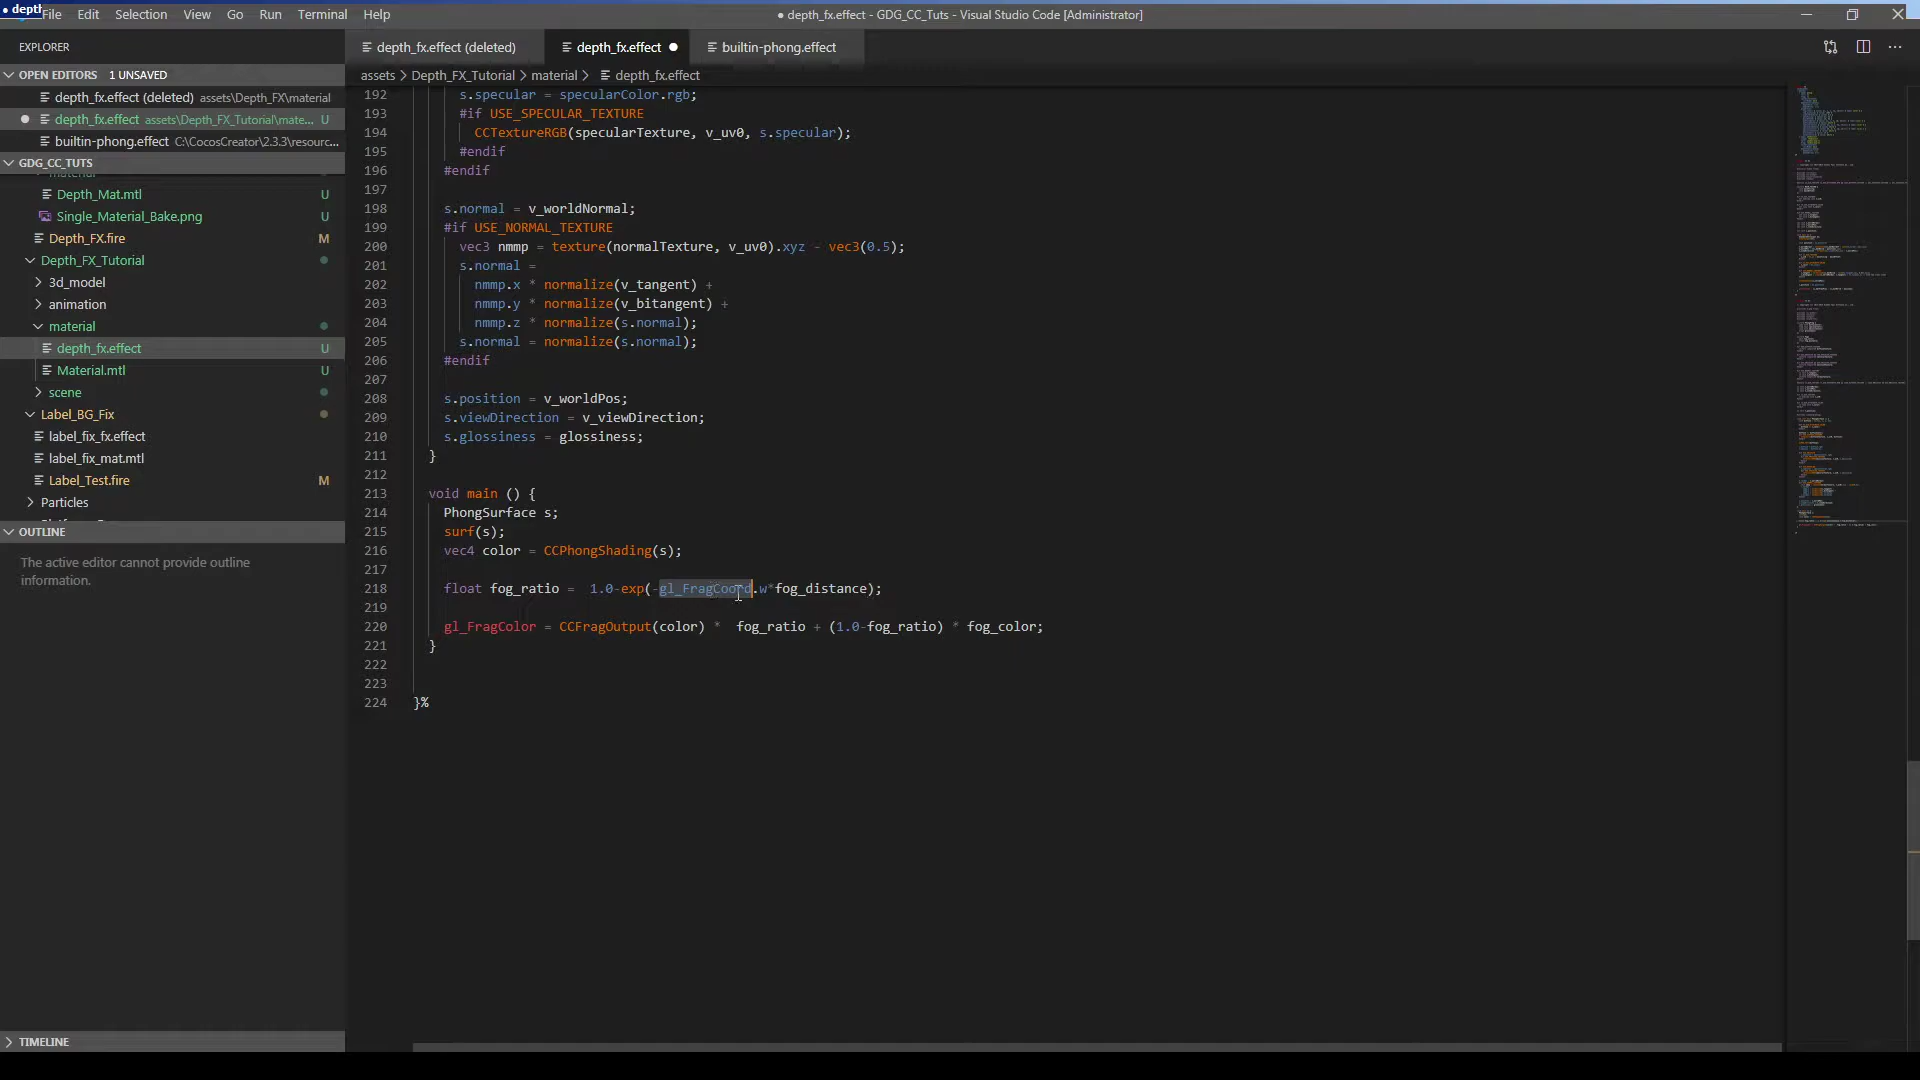 ● depth
File Edit Selection View Go Run Terminal Help
● depth_fx.effect - GDG_CC_Tuts - Visual Studio Code [Administrator]
EXPLORER
OPEN EDITORS 1 UNSAVED
depth_fx.effect (deleted) assets\Depth_FX\material
depth_fx.effect assets\Depth_FX_Tutorial\mate... U
builtin-phong.effect C:\CocosCreator\2.3.3\resourc...
GDG_CC_TUTS
material
Depth_Mat.mtl U
Single_Material_Bake.png U
Depth_FX.fire M
Depth_FX_Tutorial
3d_model
animation
material
depth_fx.effect U
Material.mtl U
scene
Label_BG_Fix
label_fix_fx.effect
label_fix_mat.mtl
Label_Test.fire M
Particles
OUTLINE
The active editor cannot provide outline
information.
TIMELINE
depth_fx.effect (deleted) depth_fx.effect ● builtin-phong.effect
assets > Depth_FX_Tutorial > material > depth_fx.effect
192 s.specular = specularColor.rgb;
193 #if USE_SPECULAR_TEXTURE
194 CCTextureRGB(specularTexture, v_uv0, s.specular);
195 #endif
196 #endif
197
198 s.normal = v_worldNormal;
199 #if USE_NORMAL_TEXTURE
200 vec3 nmmp = texture(normalTexture, v_uv0).xyz - vec3(0.5);
201 s.normal =
202 nmmp.x * normalize(v_tangent) +
203 nmmp.y * normalize(v_bitangent) +
204 nmmp.z * normalize(s.normal);
205 s.normal = normalize(s.normal);
206 #endif
207
208 s.position = v_worldPos;
209 s.viewDirection = v_viewDirection;
210 s.glossiness = glossiness;
211 }
212
213 void main () {
214 PhongSurface s;
215 surf(s);
216 vec4 color = CCPhongShading(s);
217
218 float fog_ratio =  1.0-exp(-gl_FragCoord.w*fog_distance);
219
220 gl_FragColor = CCFragOutput(color) *  fog_ratio + (1.0-fog_ratio) * fog_color;
221 }
222
223
224 }%